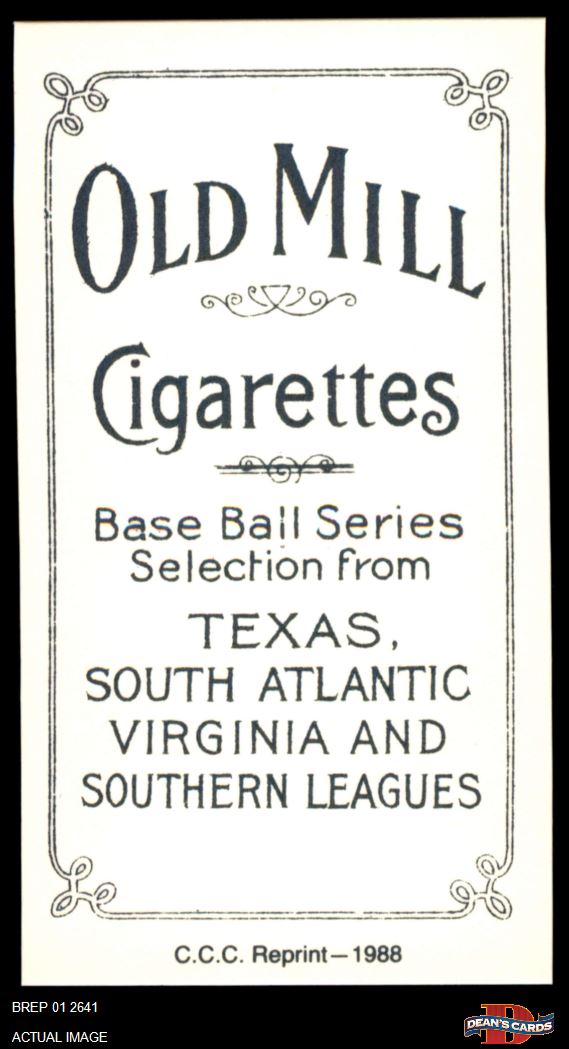 OLD MILL
Cigarettes
Base Ball Series
Selection from
TEXAS,
SOUTH ATLANTIC
VIRGINIA AND
SOUTHERN LEAGUES
C.C.C. Reprint—1988
BREP 01 2641
ACTUAL IMAGE
D
DEAN'S CARDS